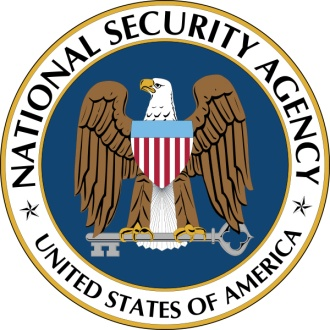 NATIONAL SECURITY AGENCY
UNITED STATES OF AMERICA